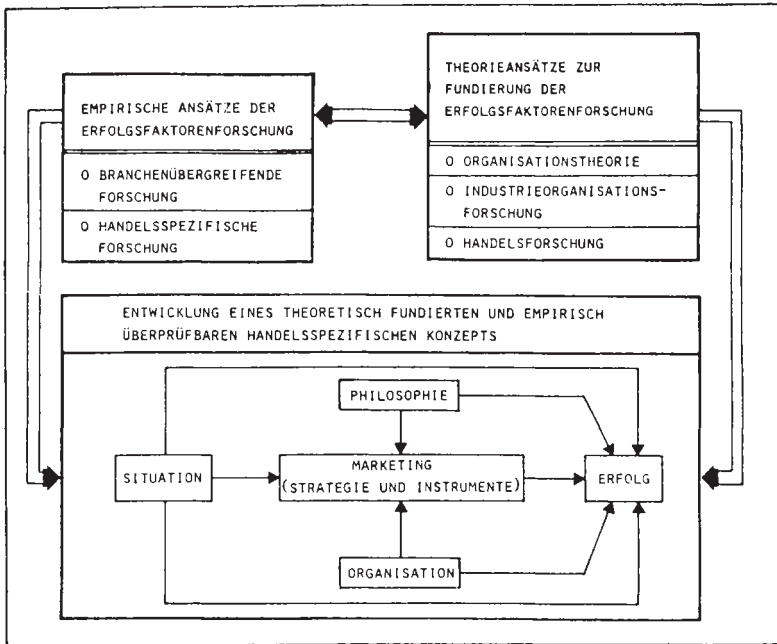 EMPIRISCHE ANSÄTZE DER
ERFOLGSFAKTORENFORSCHUNG
O BRANCHENÜBERGREIFENDE
FORSCHUNG
O HANDELSSPEZIFISCHE
FORSCHUNG
THEORIEANSÄTZE ZUR
FUNDIERUNG DER
ERFOLGSFAKTORENFORSCHUNG
O ORGANISATIONSTHEORIE
O INDUSTRIEORGANISATIONS-
FORSCHUNG
O HANDELSFORSCHUNG
ENTWICKLUNG EINES THEORETISCH FUNDIERTEN UND EMPIRISCH
ÜBERPRÜFBAREN HANDELSSPEZIFISCHEN KONZEPTS
PHILOSOPHIE
SITUATION
MARKETING
(STRATEGIE UND INSTRUMENTE)
ERFOLG
ORGANISATION